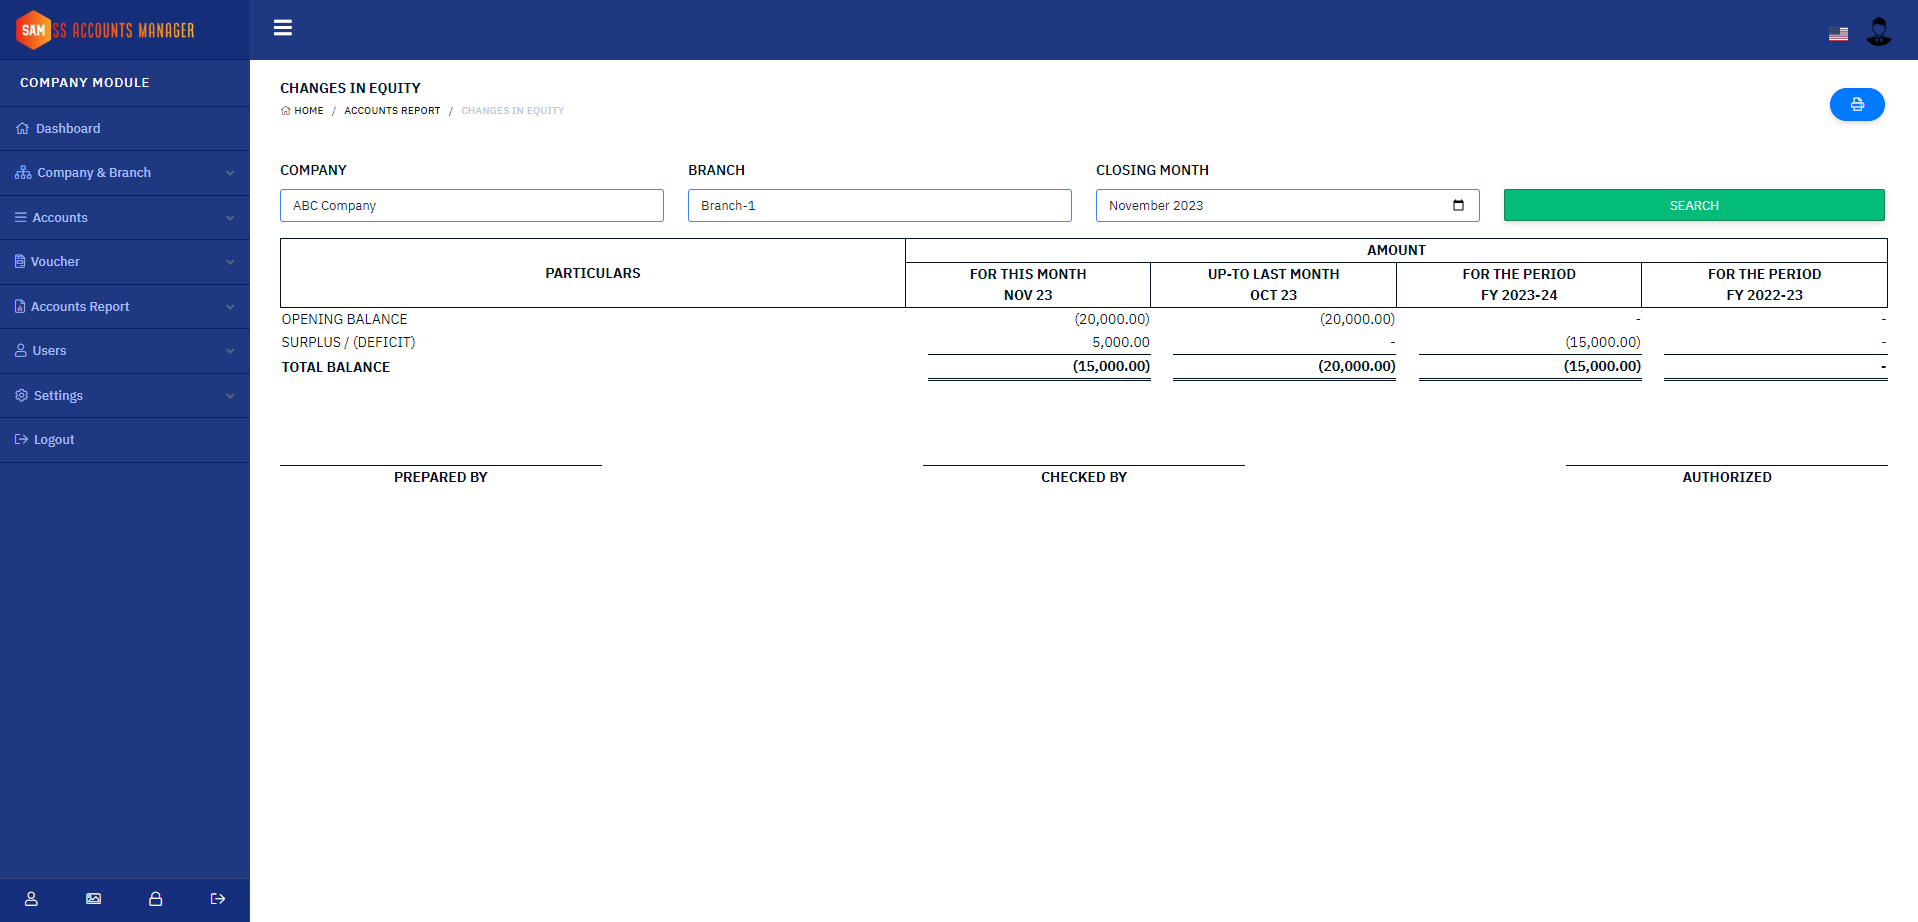 SAM SS ACCOUNTS MANAGER
COMPANY MODULE
Dashboard
Company & Branch
Accounts
Voucher
Accounts Report
Users
Settings
Logout
CHANGES IN EQUITY
HOME / ACCOUNTS REPORT / CHANGES IN EQUITY
COMPANY BRANCH CLOSING MONTH
ABC Company Branch-1 November 2023 SEARCH
AMOUNT
PARTICULARS
FOR THIS MONTH UP-TO LAST MONTH FOR THE PERIOD FOR THE PERIOD
NOV 23 OCT 23 FY 2023-24 FY 2022-23
OPENING BALANCE (20,000.00) (20,000.00) - -
SURPLUS / (DEFICIT) 5,000.00 - (15,000.00) -
TOTAL BALANCE (15,000.00) (20,000.00) (15,000.00) -
PREPARED BY CHECKED BY AUTHORIZED